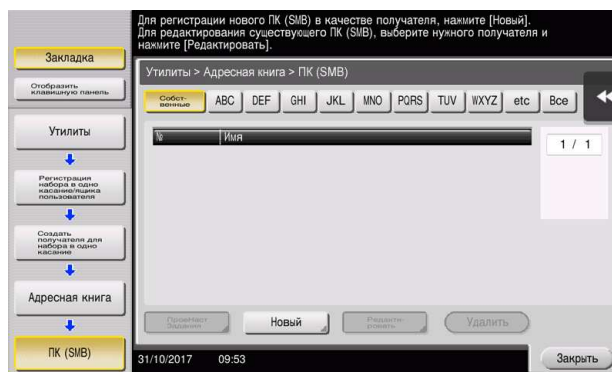 Для регистрации нового ПК (SMB) в качестве получателя, нажмите [Новый].
Для редактирования существующего ПК (SMB), выберите нужного получателя и
нажмите [Редактировать].
Закладка
Отобразить
клавишную панель
Утилиты
Регистрация
набора в одно
касание/ящика
пользователя
Создать
получателя для
набора в одно
касание
Адресная книга
ПК (SMB)
Утилиты > Адресная книга > ПК (SMB)
Собст-
венные
ABC DEF GHI JKL MNO PQRS TUV WXYZ etc Все
№ Имя
1 / 1
Задания
Новый
Редакти-
ровать
Удалить
31/10/2017 09:53
Закрыть